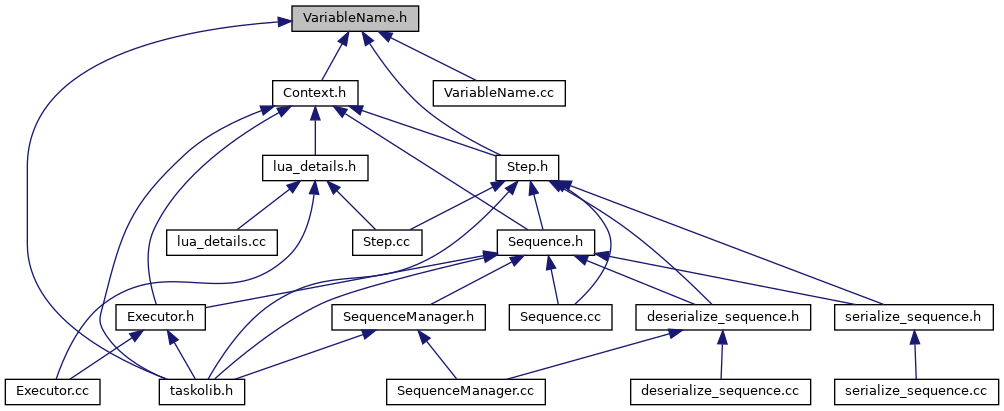 VariableName.h
Context.h
VariableName.cc
lua_details.h
Step.h
lua_details.cc
Step.cc
Sequence.h
Executor.h
SequenceManager.h
Sequence.cc
deserialize_sequence.h
serialize_sequence.h
Executor.cc
taskolib.h
SequenceManager.cc
deserialize_sequence.cc
serialize_sequence.cc